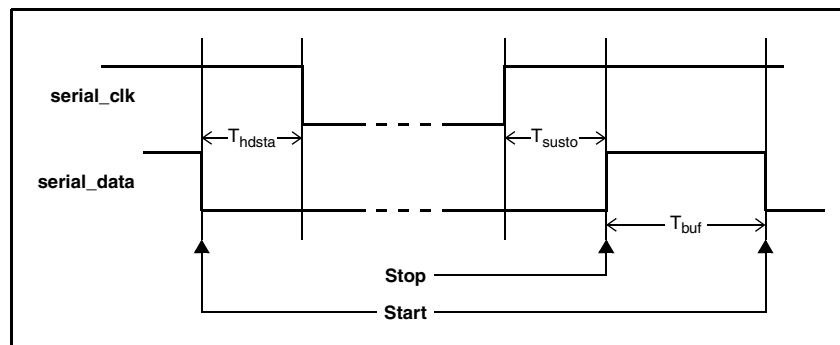 serial_clk
T_hdsta
T_susto
serial_data
T_buf
Stop
Start